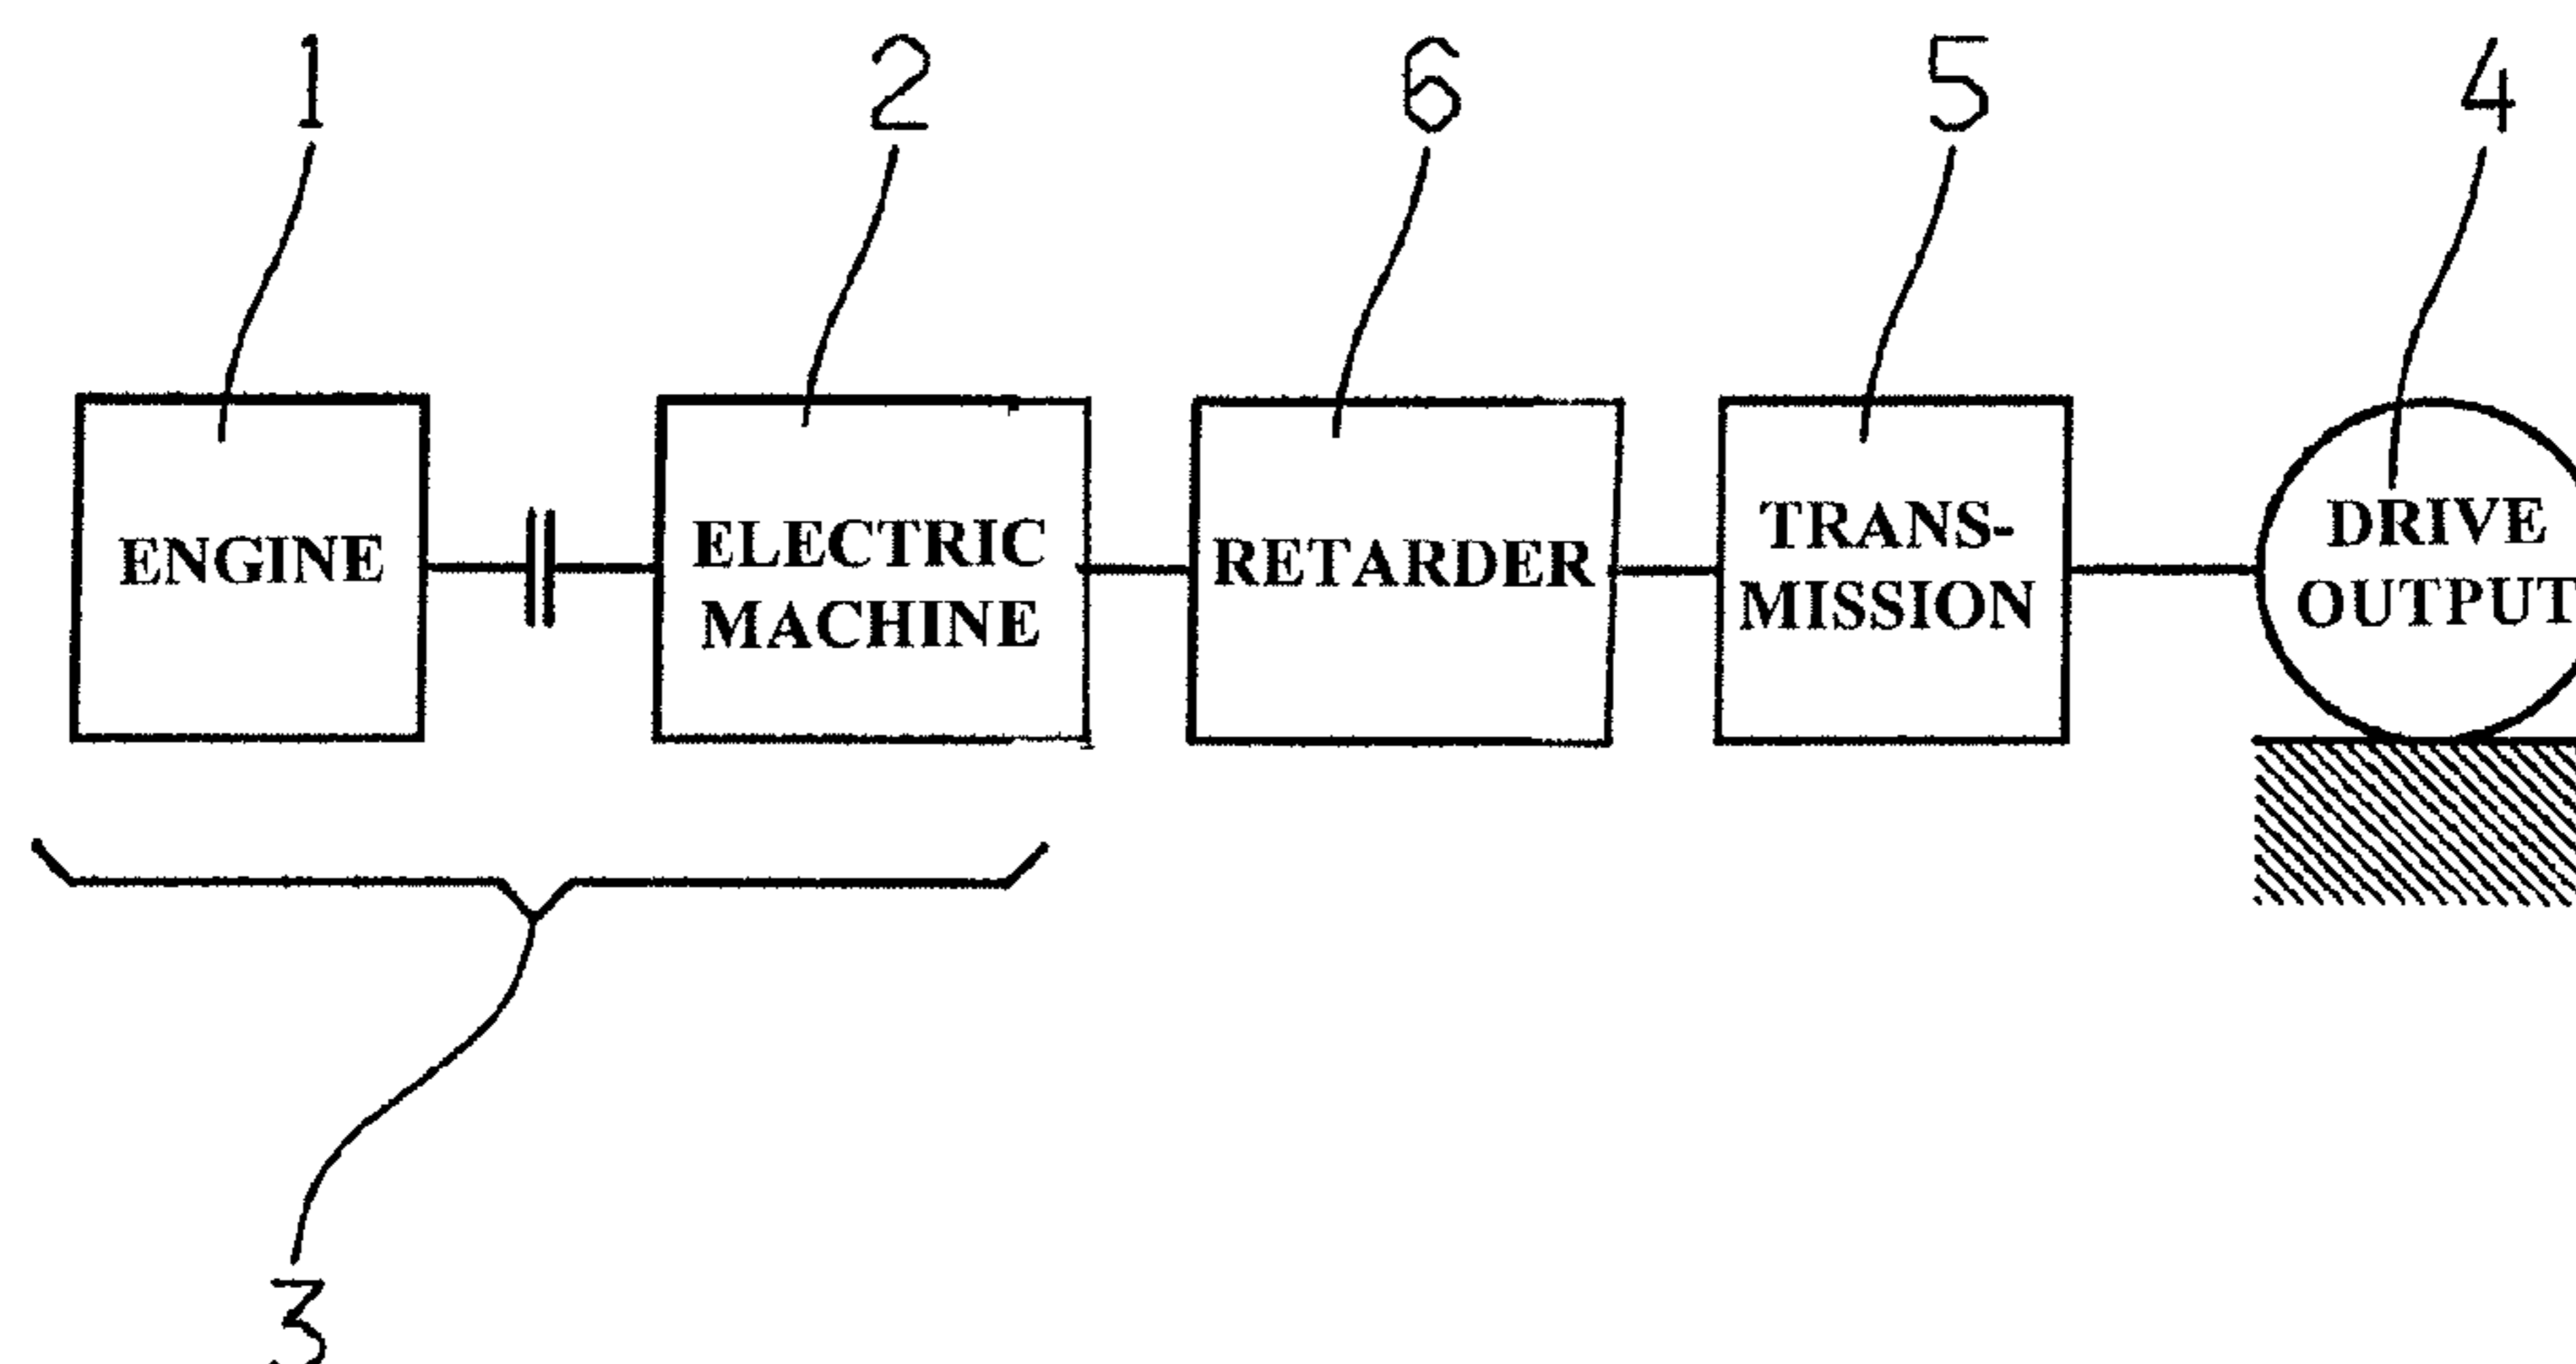 1 2 6 5 4
ENGINE
ELECTRIC
MACHINE
RETARDER
TRANS-
MISSION
DRIVE
OUTPUT
3